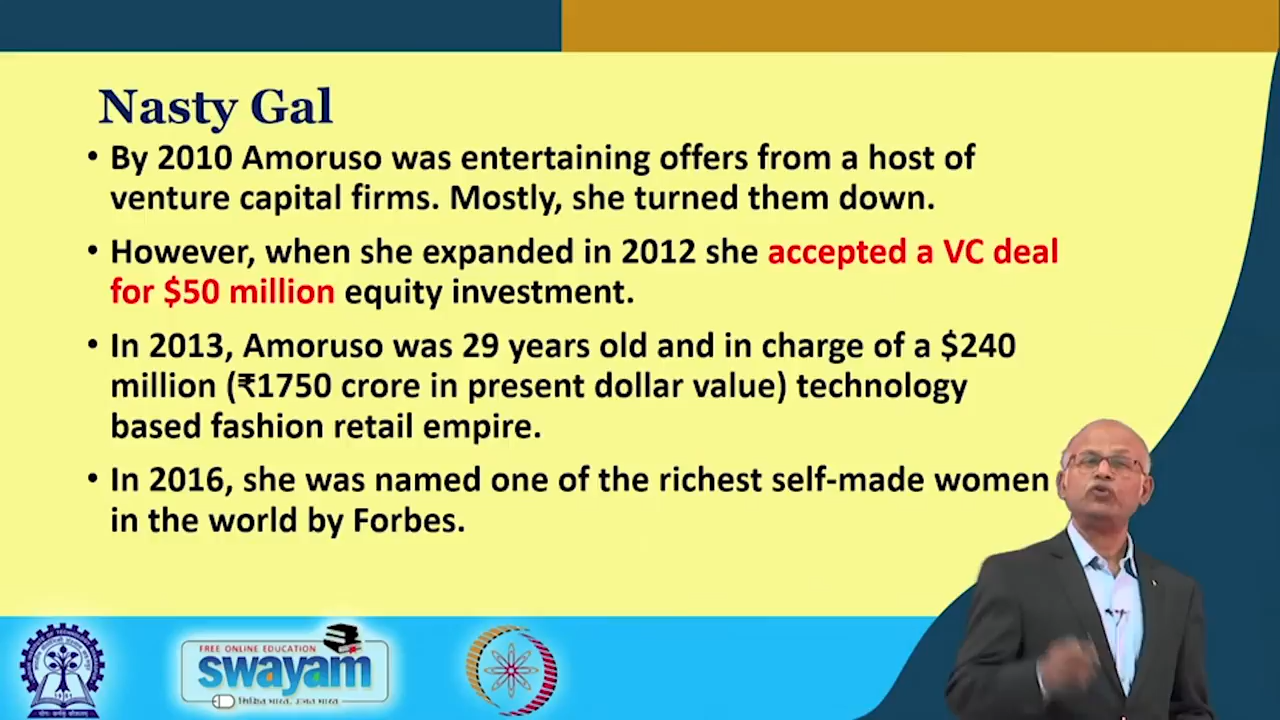 Nasty Gal
• By 2010 Amoruso was entertaining offers from a host of
venture capital firms. Mostly, she turned them down.
• However, when she expanded in 2012 she accepted a VC deal
for $50 million equity investment.
• In 2013, Amoruso was 29 years old and in charge of a $240
million (₹1750 crore in present dollar value) technology
based fashion retail empire.
• In 2016, she was named one of the richest self-made women
in the world by Forbes.
FREE ONLINE EDUCATION
swayam